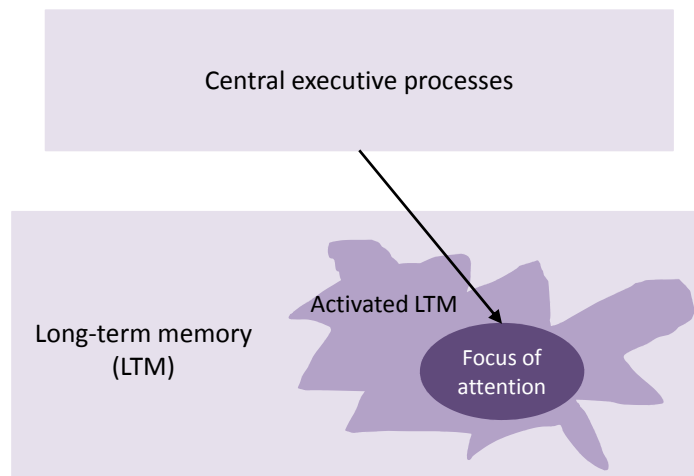 Central executive processes
Activated LTM
Long-term memory
(LTM)
Focus of
attention